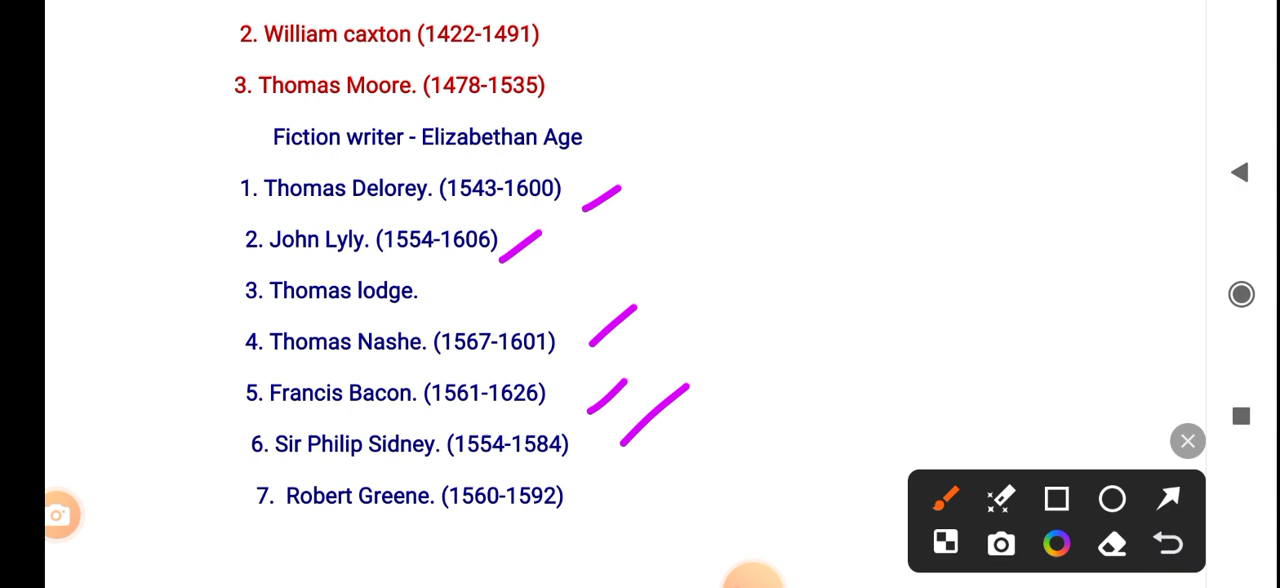 2. William caxton (1422-1491)
3. Thomas Moore. (1478-1535)
Fiction writer - Elizabethan Age
1. Thomas Delorey. (1543-1600)
2. John Lyly. (1554-1606)
3. Thomas lodge.
4. Thomas Nashe. (1567-1601)
5. Francis Bacon. (1561-1626)
6. Sir Philip Sidney. (1554-1584)
7. Robert Greene. (1560-1592)